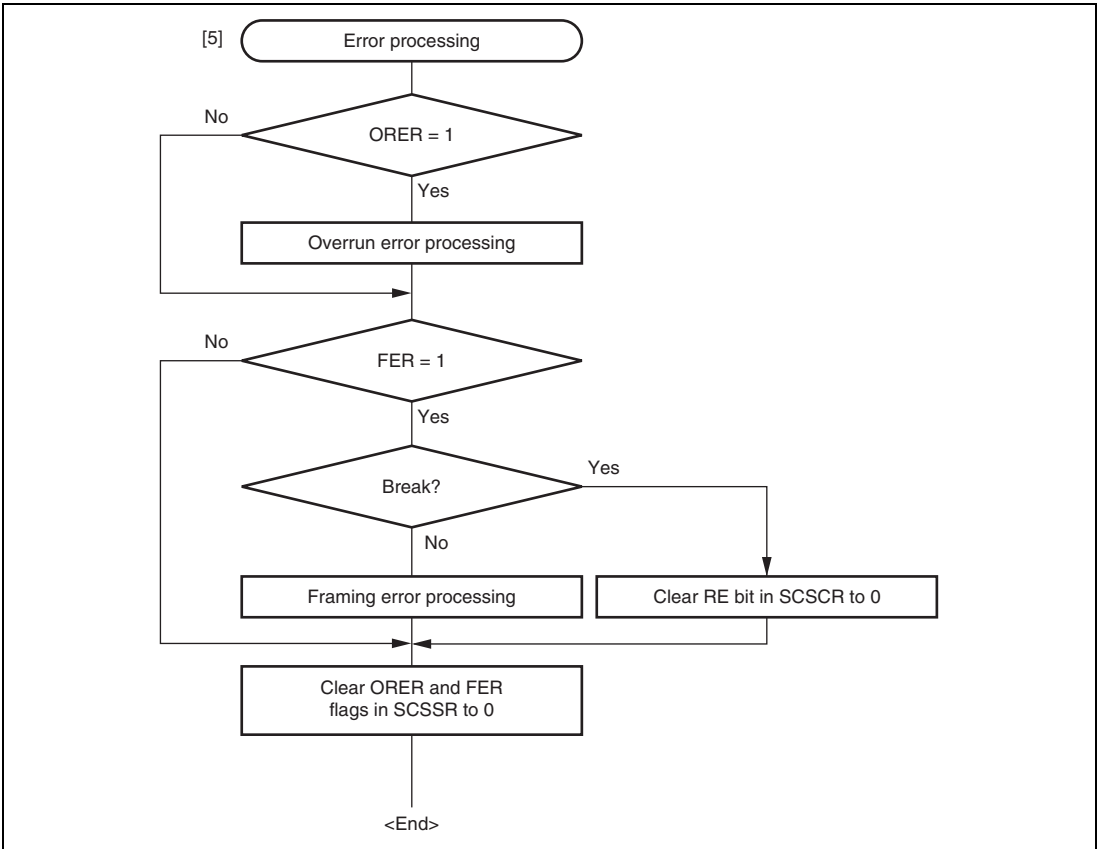 [5]
Error processing
No
ORER = 1
Yes
Overrun error processing
No
FER = 1
Yes
Break?
Yes
No
Framing error processing
Clear RE bit in SCSCR to 0
Clear ORER and FER
flags in SCSSR to 0
<End>